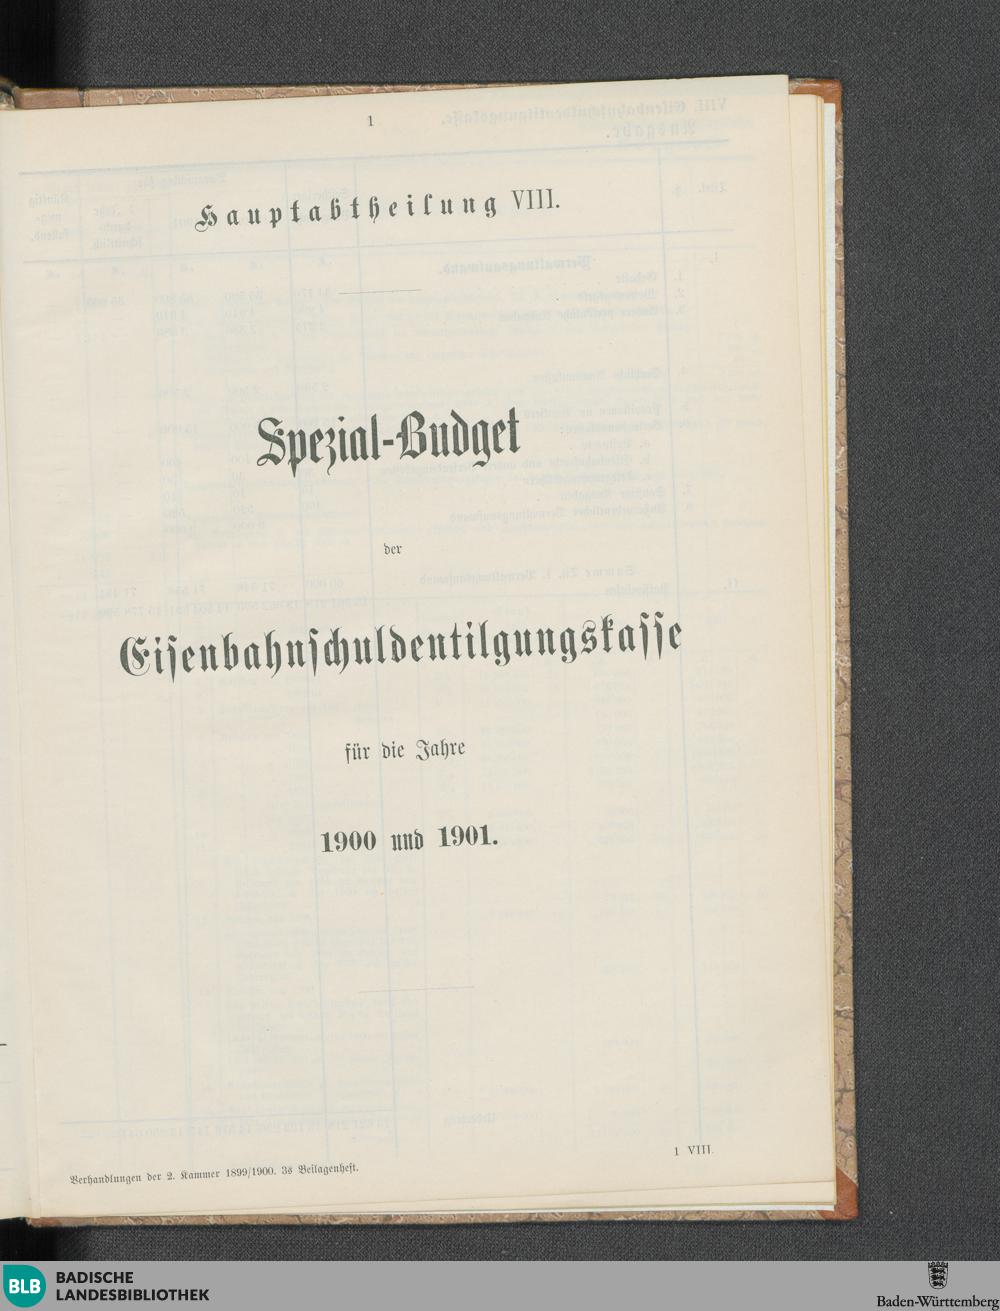 1
Hauptabtheilung VIII.
Spezial-Budget
der
Eisenbahnschuldentilgungskasse
für die Jahre
1900 und 1901.
1 VIII.
Verhandlungen der 2. Kammer 1899/1900. 3s Beilagenheft.
BLB
BADISCHE
LANDESBIBLIOTHEK
Baden-Württemberg